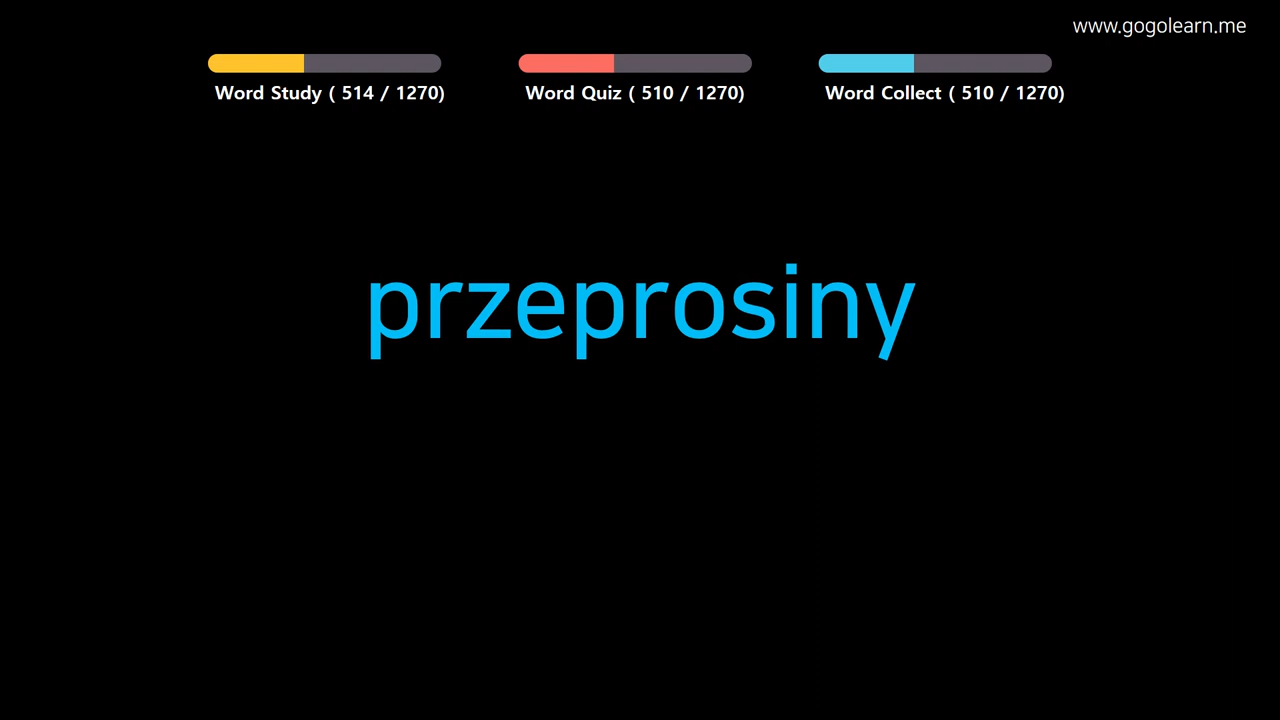 www.gogolearn.me
Word Study ( 514 / 1270)
Word Quiz ( 510 / 1270)
Word Collect ( 510 / 1270)
przeprosiny